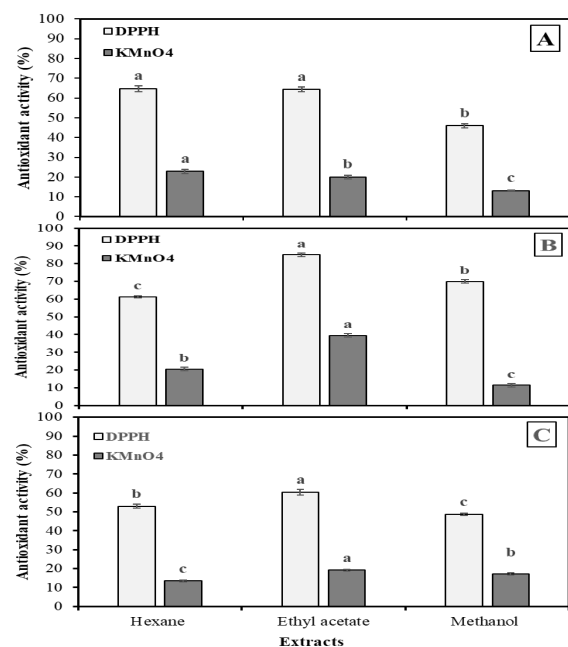 100
90
80
70
60
50
40
30
20
10
0
Antioxidant activity (%)
DPPH
KMnO4
A
a
a
a
b
b
c
100
90
80
70
60
50
40
30
20
10
0
Antioxidant activity (%)
DPPH
KMnO4
B
c
b
a
a
b
c
100
90
80
70
60
50
40
30
20
10
0
Antioxidant activity (%)
DPPH
KMnO4
C
b
c
a
a
c
b
Hexane Ethyl acetate Methanol
Extracts